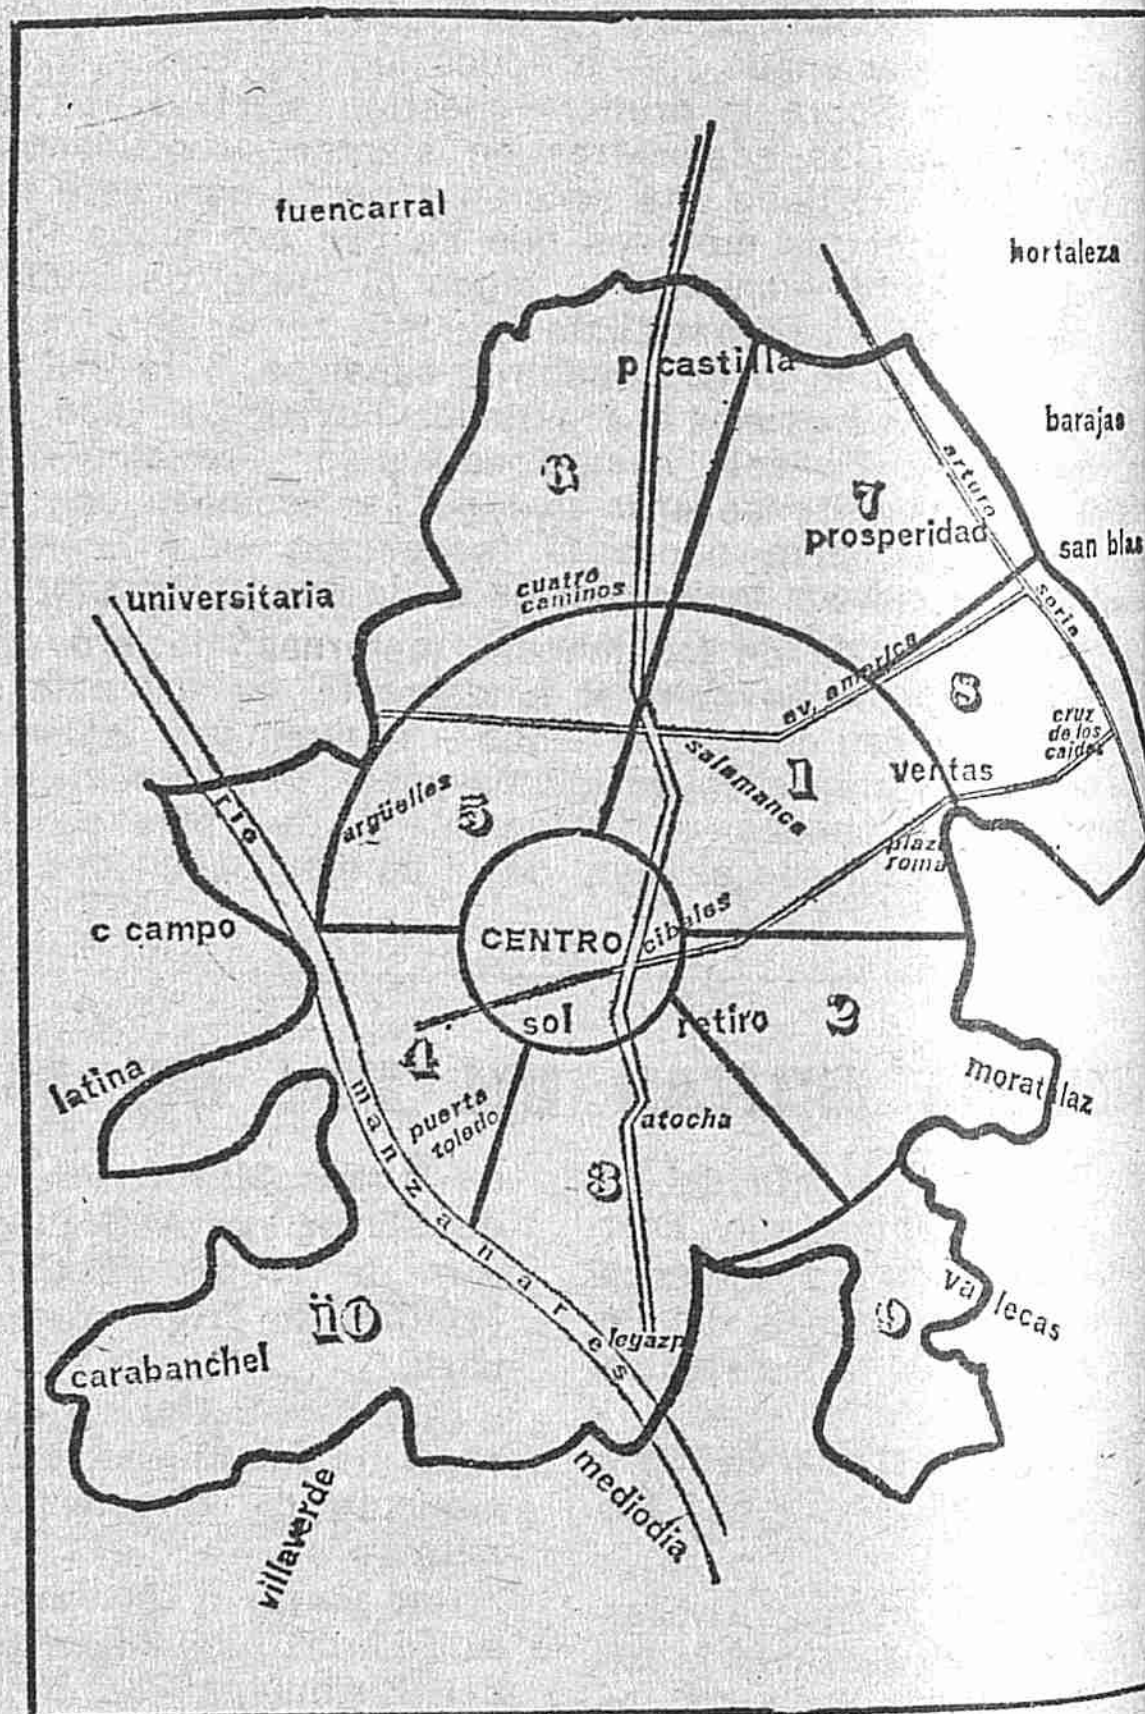 fuencarral
hortaleza
p castilla
barajas
arturo
6
7
prosperidad
san blas
cuatro
caminos
universitaria
soria
av. america
8
cruz
de los
caidos
salamanca
1
ventas
rio
argüelles
5
plaza
roma
c campo
CENTRO
cibeles
sol
retiro
4
latina
moratalaz
puerta
toledo
atocha
manzanares
3
10
vallecas
9
legazpi
carabanchel
villaverde
mediodia